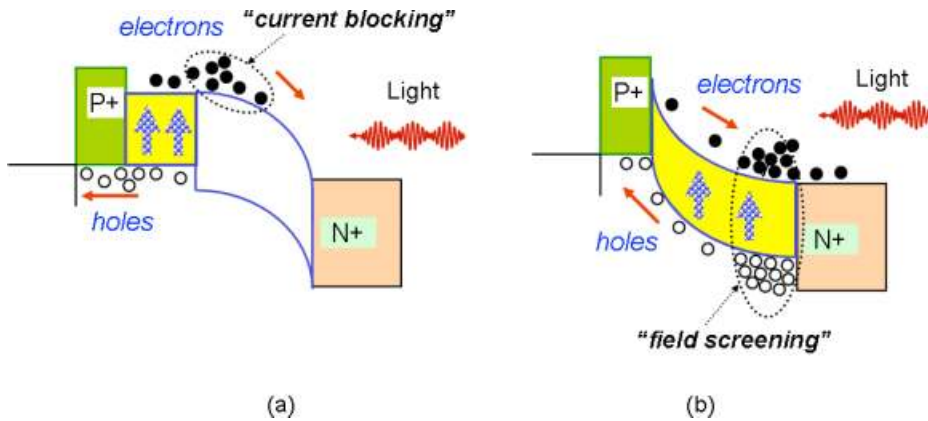 “current blocking”
electrons
Light
P+
holes
N+
(a)
electrons
Light
P+
holes
N+
“field screening”
(b)